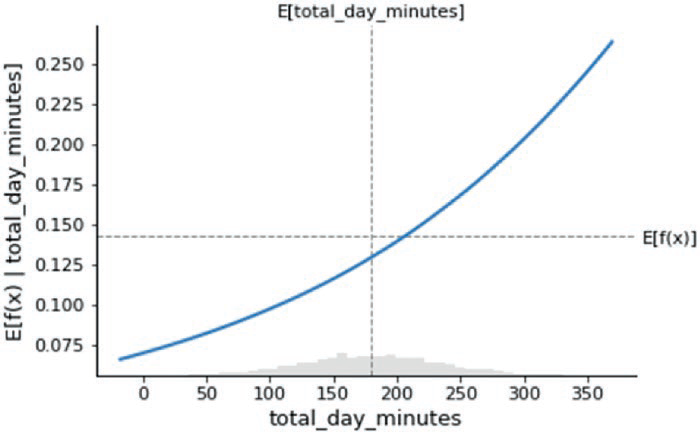 E[total_day_minutes]
0.250
0.225
0.200
0.175
0.150
0.125
0.100
0.075
E[f(x) | total_day_minutes]
E[f(x)]
0 50 100 150 200 250 300 350
total_day_minutes